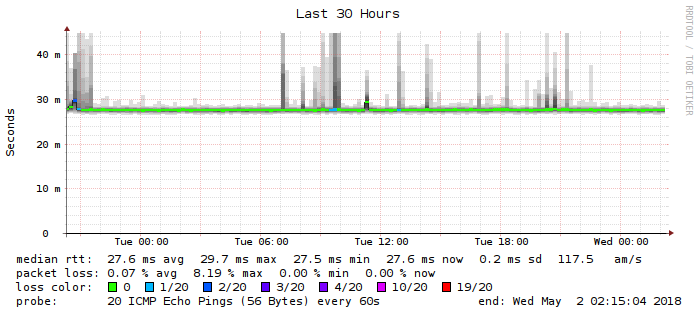 Last 30 Hours
RRDTOOL / TOBI OETIKER
Seconds
40 m
30 m
20 m
10 m
0
Tue 00:00 Tue 06:00 Tue 12:00 Tue 18:00 Wed 00:00
median rtt: 27.6 ms avg 29.7 ms max 27.5 ms min 27.6 ms now 0.2 ms sd 117.5 am/s
packet loss: 0.07 % avg 8.19 % max 0.00 % min 0.00 % now
loss color: 0 1/20 2/20 3/20 4/20 10/20 19/20
probe: 20 ICMP Echo Pings (56 Bytes) every 60s end: Wed May 2 02:15:04 2018